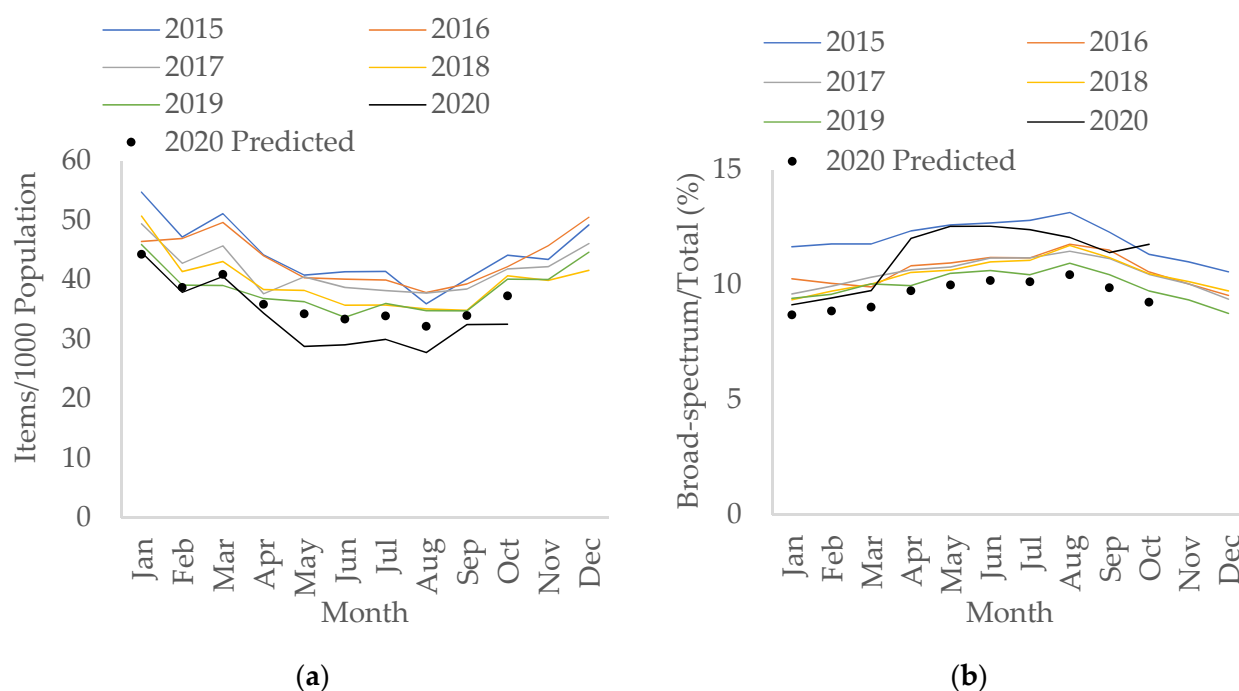 2015 2016
2017 2018
2019 2020
2020 Predicted
60
50
40
30
20
10
0
Items/1000 Population
Jan Feb Mar Apr May Jun Jul Aug Sep Oct Nov Dec
Month
(a)
2015 2016
2017 2018
2019 2020
2020 Predicted
15
10
5
0
Broad-spectrum/Total (%)
Jan Feb Mar Apr May Jun Jul Aug Sep Oct Nov Dec
Month
(b)